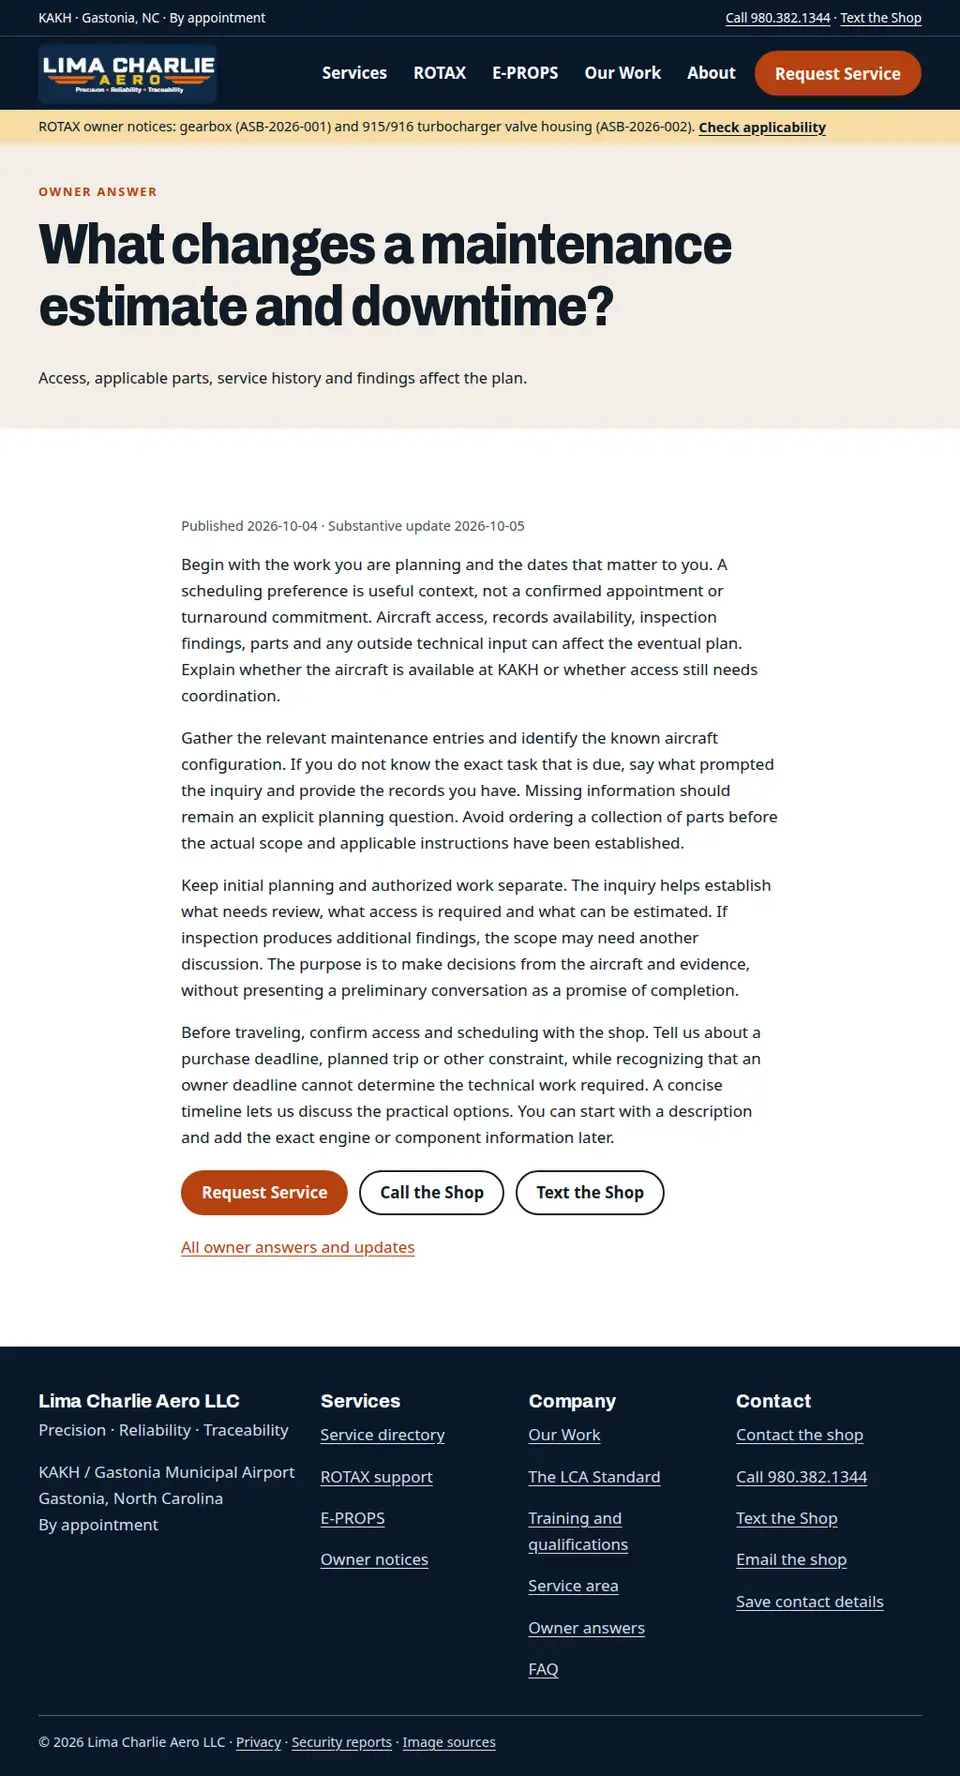 KAKH · Gastonia, NC · By appointment
Call 980.382.1344 · Text the Shop
LIMA CHARLIE
AERO
Precision • Reliability • Traceability
Services ROTAX E-PROPS Our Work About Request Service
ROTAX owner notices: gearbox (ASB-2026-001) and 915/916 turbocharger valve housing (ASB-2026-002). Check applicability
OWNER ANSWER
What changes a maintenance
estimate and downtime?
Access, applicable parts, service history and findings affect the plan.
Published 2026-10-04 · Substantive update 2026-10-05
Begin with the work you are planning and the dates that matter to you. A
scheduling preference is useful context, not a confirmed appointment or
turnaround commitment. Aircraft access, records availability, inspection
findings, parts and any outside technical input can affect the eventual plan.
Explain whether the aircraft is available at KAKH or whether access still needs
coordination.
Gather the relevant maintenance entries and identify the known aircraft
configuration. If you do not know the exact task that is due, say what prompted
the inquiry and provide the records you have. Missing information should
remain an explicit planning question. Avoid ordering a collection of parts before
the actual scope and applicable instructions have been established.
Keep initial planning and authorized work separate. The inquiry helps establish
what needs review, what access is required and what can be estimated. If
inspection produces additional findings, the scope may need another
discussion. The purpose is to make decisions from the aircraft and evidence,
without presenting a preliminary conversation as a promise of completion.
Before traveling, confirm access and scheduling with the shop. Tell us about a
purchase deadline, planned trip or other constraint, while recognizing that an
owner deadline cannot determine the technical work required. A concise
timeline lets us discuss the practical options. You can start with a description
and add the exact engine or component information later.
Request Service Call the Shop Text the Shop
All owner answers and updates
Lima Charlie Aero LLC
Precision · Reliability · Traceability
KAKH / Gastonia Municipal Airport
Gastonia, North Carolina
By appointment
Services
Service directory
ROTAX support
E-PROPS
Owner notices
Company
Our Work
The LCA Standard
Training and
qualifications
Service area
Owner answers
FAQ
Contact
Contact the shop
Call 980.382.1344
Text the Shop
Email the shop
Save contact details
© 2026 Lima Charlie Aero LLC · Privacy · Security reports · Image sources